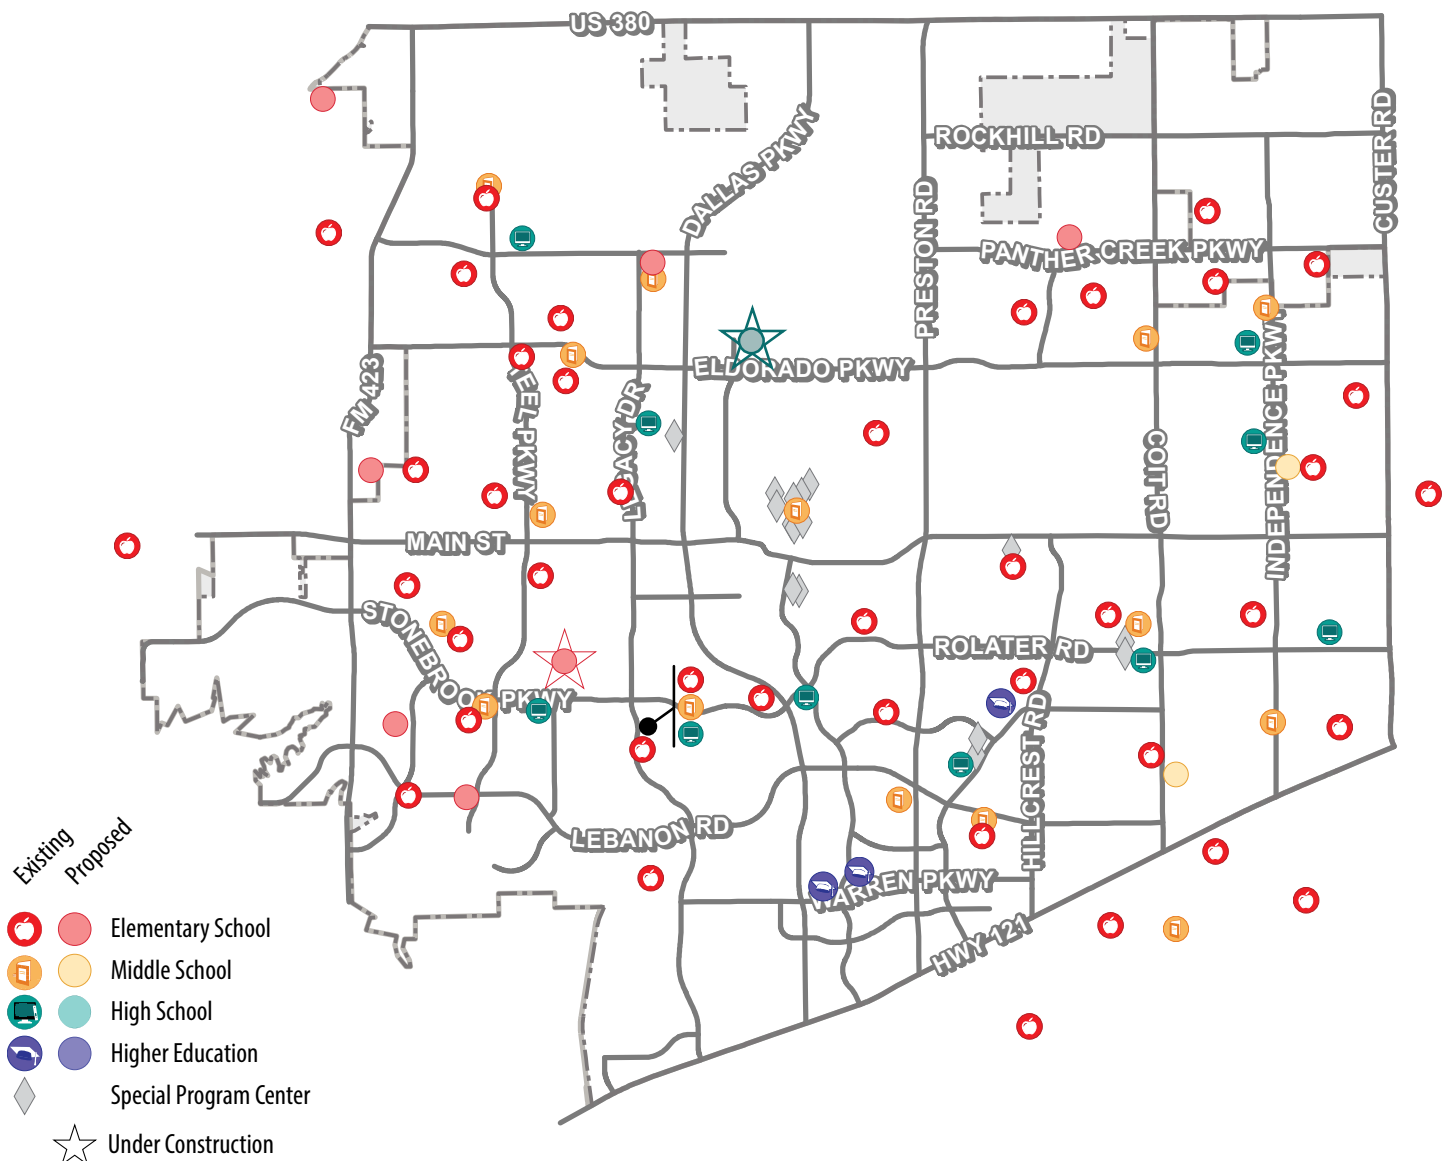 US 380
DALLAS PKWY
ROCKHILL RD
CUSTER RD
PRESTON RD
PANTHER CREEK PKWY
ELDORADO PKWY
FM 423
EEL PKWY
LEGACY DR
INDEPENDENCE PKWY
COIT RD
MAIN ST
STONEBROOK PKWY
ROLATER RD
HILLCREST RD
LEBANON RD
WARREN PKWY
HWY 121
Existing
Proposed
Elementary School
Middle School
High School
Higher Education
Special Program Center
Under Construction